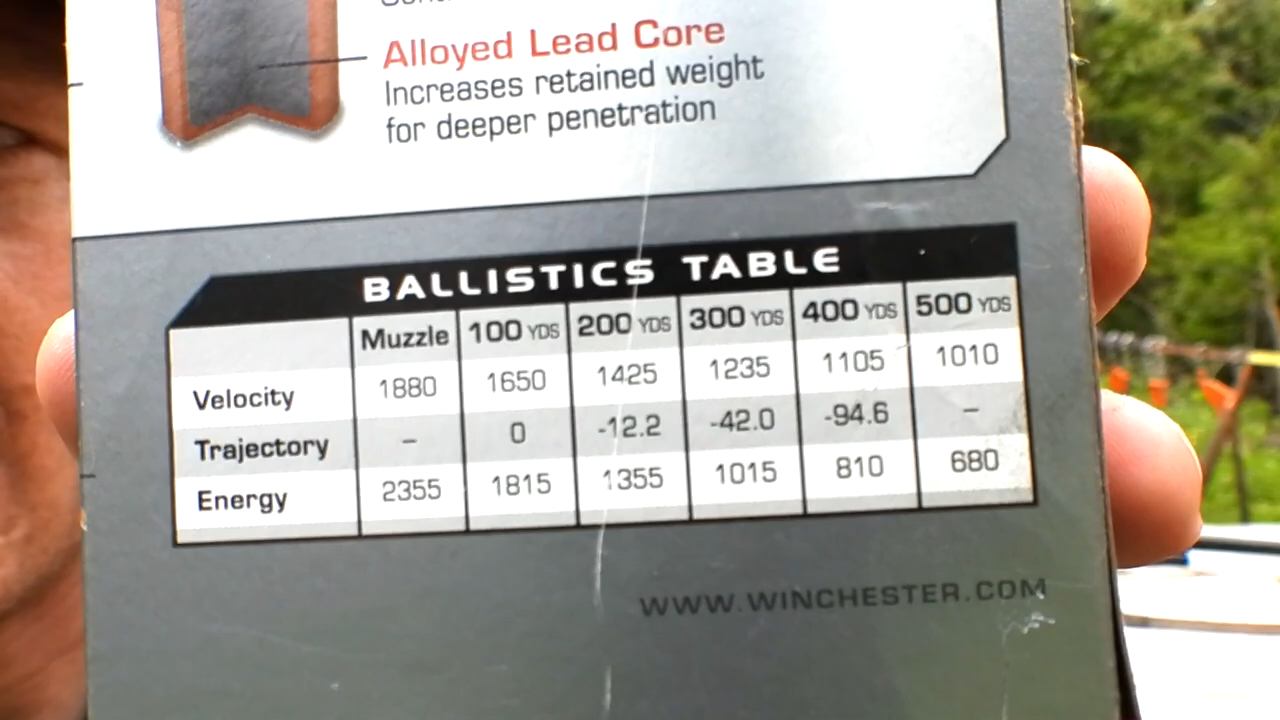 Alloyed Lead Core
Increases retained weight
for deeper penetration
BALLISTICS TABLE
Muzzle 100 YDS 200 YDS 300 YDS 400 YDS 500 YDS
Velocity 1880 1650 1425 1235 1105 1010
Trajectory – 0 -12.2 -42.0 -94.6 –
Energy 2355 1815 1355 1015 810 680
WWW.WINCHESTER.COM